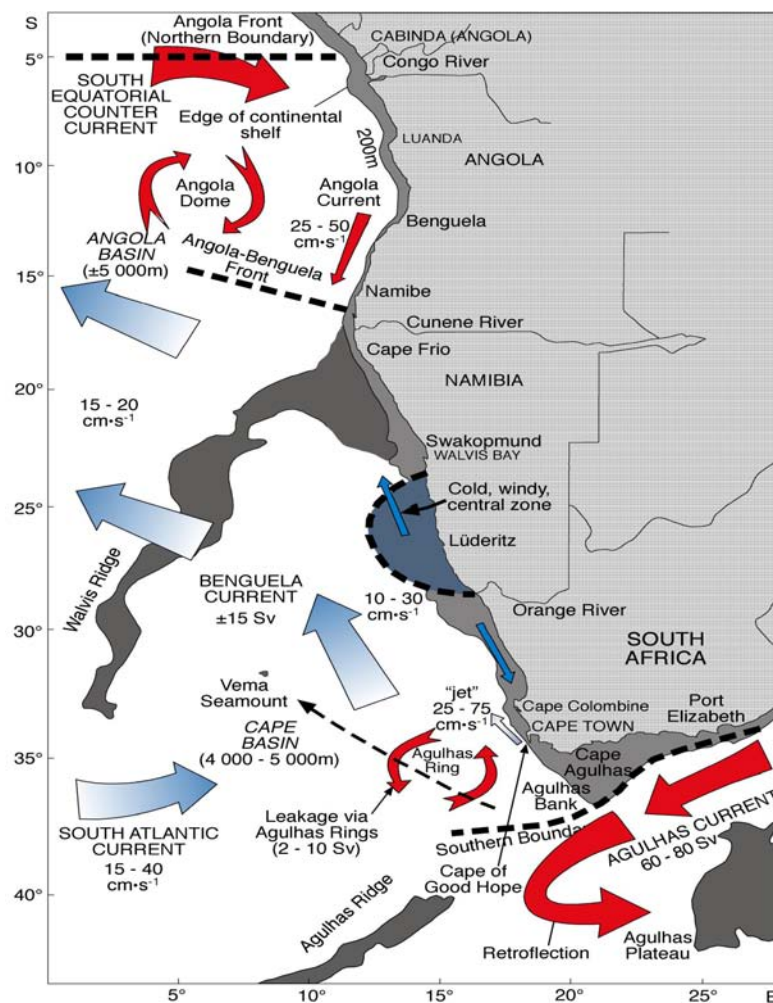 S
Angola Front
(Northern Boundary)
CABINDA (ANGOLA)
Congo River
5°
SOUTH
EQUATORIAL
COUNTER
CURRENT
Edge of continental
shelf
200m
LUANDA
ANGOLA
10°
Angola
Dome
Angola
Current
25 - 50
cm•s-1
Benguela
ANGOLA
BASIN
(±5 000m)
Angola-Benguela
Front
15°
Namibe
Cunene River
Cape Frio
20°
NAMIBIA
15 - 20
cm•s-1
Swakopmund
WALVIS BAY
Cold, windy,
central zone
25°
Lüderitz
Walvis Ridge
BENGUELA
CURRENT
±15 Sv
10 - 30
cm•s-1
Orange River
30°
SOUTH
AFRICA
Vema
Seamount
"jet"
25 - 75
cm•s-1
Cape Colombine
CAPE TOWN
Port
Elizabeth
CAPE
BASIN
(4 000 - 5 000m)
35°
Agulhas
Ring
Cape
Agulhas
Agulhas
Bank
Leakage via
Agulhas Rings
(2 - 10 Sv)
SOUTH ATLANTIC
CURRENT
15 - 40
cm•s-1
Southern Boundar
AGULHAS CURRENT
60 - 80 Sv
Cape of
Good Hope
40°
Agulhas Ridge
Retroflection
Agulhas
Plateau
5°
10°
15°
20°
25°
E